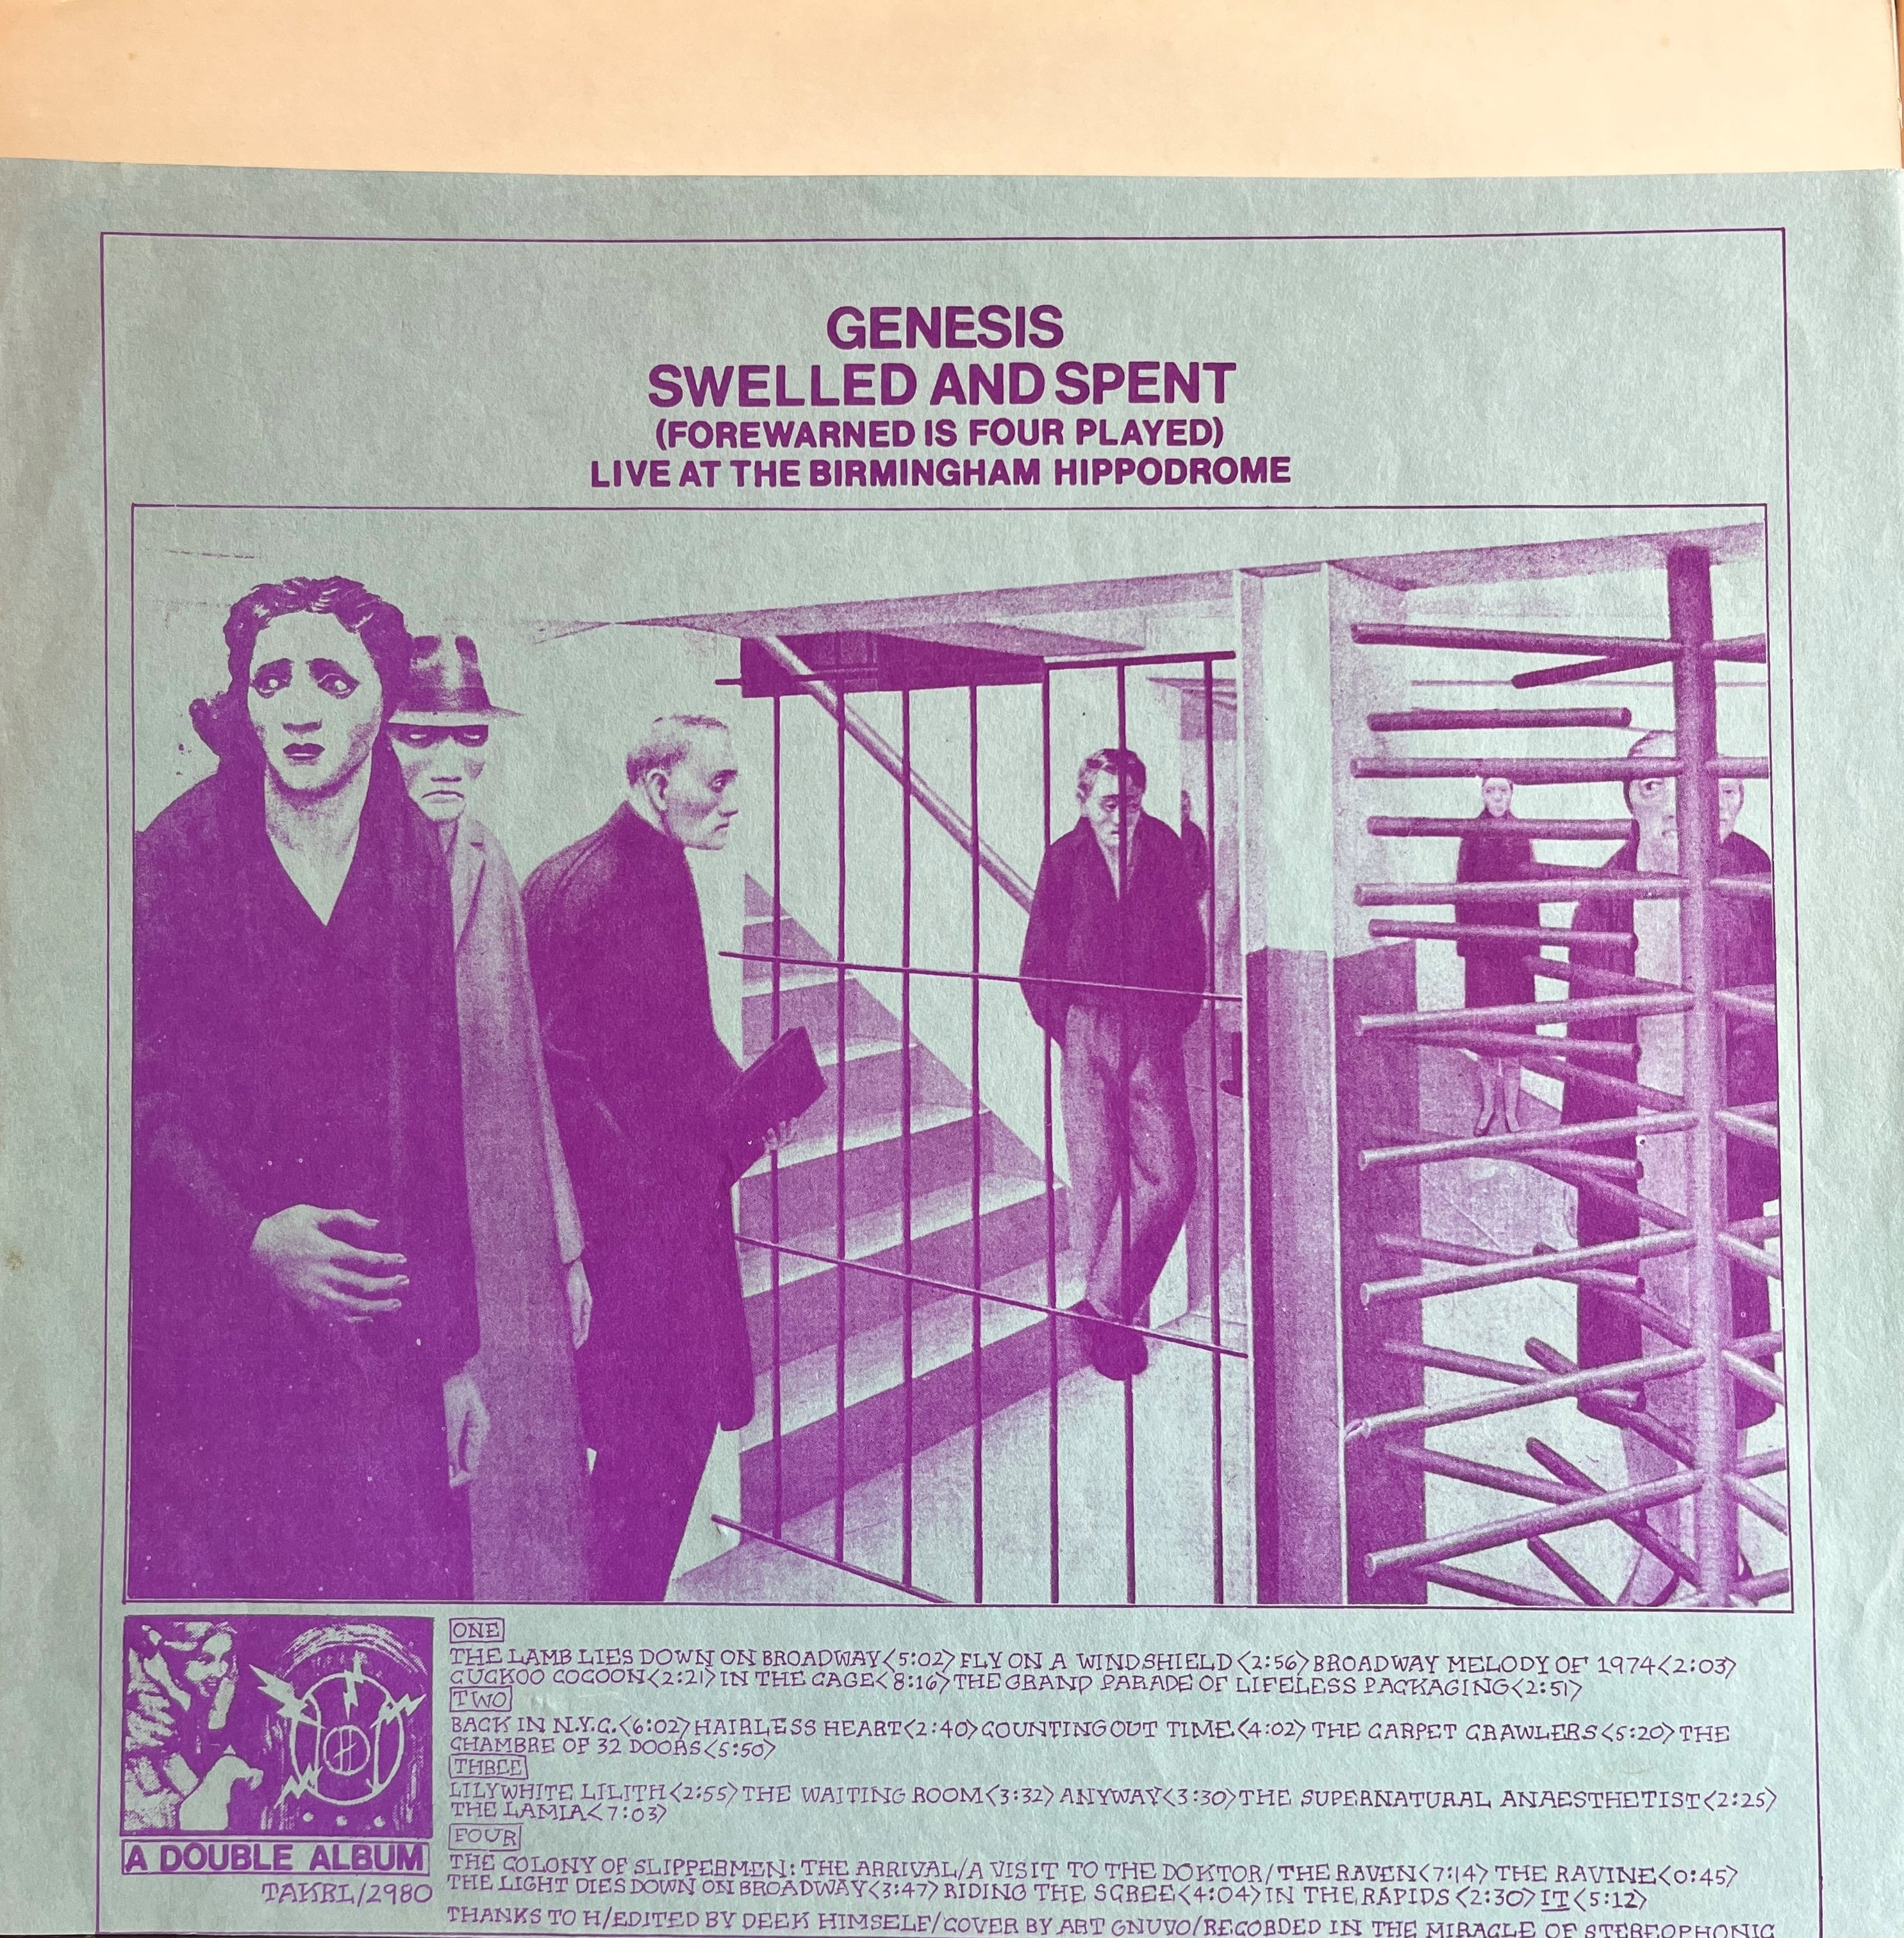 GENESIS
SWELLED AND SPENT
(FOREWARNED IS FOUR PLAYED)
LIVE AT THE BIRMINGHAM HIPPODROME
ONE
THE LAMB LIES DOWN ON BROADWAY<5:02> FLY ON A WINDSHIELD<2:56> BROADWAY MELODY OF 1974<2:03>
CUCKOO COCOON<2:21> IN THE CAGE<8:16> THE GRAND PARADE OF LIFELESS PACKAGING<2:51>
TWO
BACK IN N.Y.C.<6:02> HAIRLESS HEART<2:40> COUNTING OUT TIME<4:02> THE CARPET CRAWLERS<5:20> THE
CHAMBRE OF 32 DOORS<5:50>
THREE
LILYWHITE LILITH<2:55> THE WAITING ROOM<3:32> ANYWAY<3:30> THE SUPERNATURAL ANAESTHETIST<2:25>
THE LAMIA<7:03>
FOUR
THE COLONY OF SLIPPERMEN: THE ARRIVAL/A VISIT TO THE DOKTOR/THE RAVEN<7:14> THE RAVINE<0:45>
THE LIGHT DIES DOWN ON BROADWAY<3:47> RIDING THE SCREE<4:04> IN THE RAPIDS<2:30> IT<5:12>
THANKS TO H/EDITED BY DEEK HIMSELF/COVER BY ART GNUVO/RECORDED IN THE MIRACLE OF STEREOPHONIC
H
A DOUBLE ALBUM
TAKRL/2980